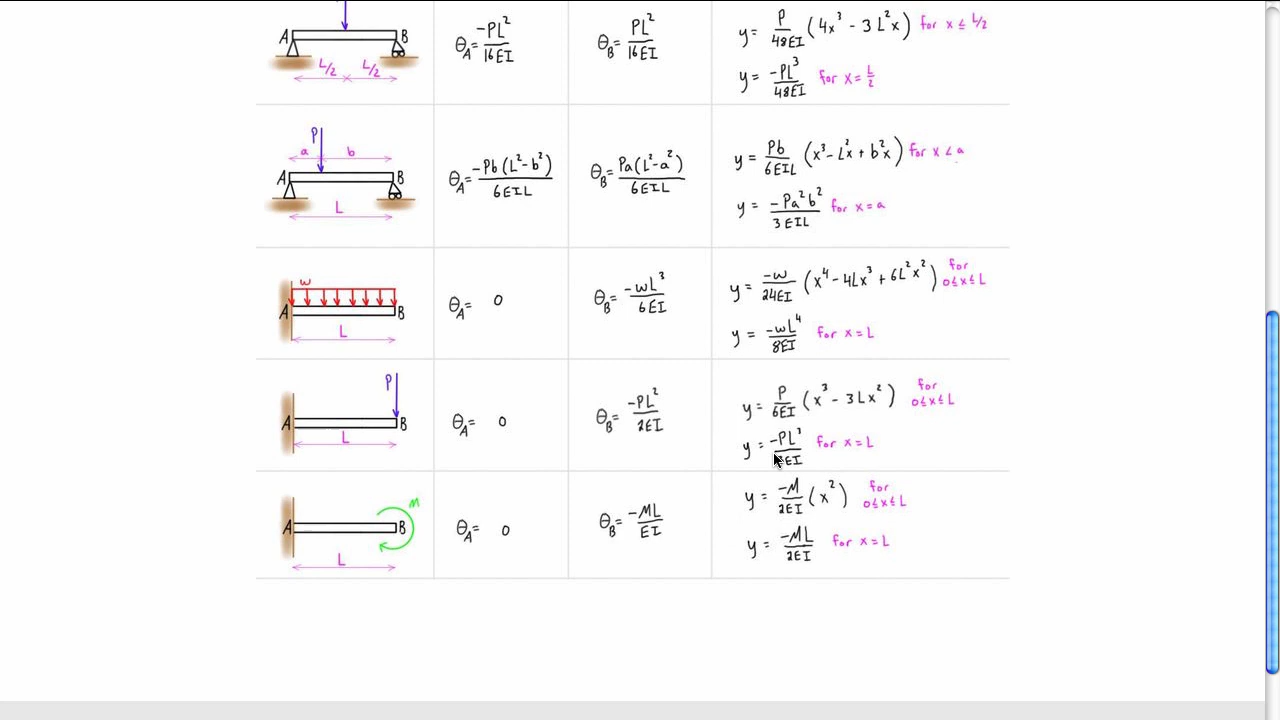 A B
L/2 L/2
θA = -PL²/16EI
θB = PL²/16EI
y = P/48EI (4x³ - 3L²x) for x ≤ L/2
y = -PL³/48EI for x = L/2
P
a b
A B
L
θA = -Pb(L²-b²)/6EIL
θB = Pa(L²-a²)/6EIL
y = Pb/6EIL (x³ - L²x + b²x) for x < a
y = -Pa²b²/3EIL for x = a
w
A B
L
θA = 0
θB = -wL³/6EI
y = -w/24EI (x⁴ - 4Lx³ + 6L²x²) for 0≤x≤L
y = -wL⁴/8EI for x = L
P
A B
L
θA = 0
θB = -PL²/2EI
y = P/6EI (x³ - 3Lx²) for 0≤x≤L
y = -PL³/ EI for x = L
M
A B
L
θA = 0
θB = -ML/EI
y = -M/2EI (x²) for 0≤x≤L
y = -ML/2EI for x = L